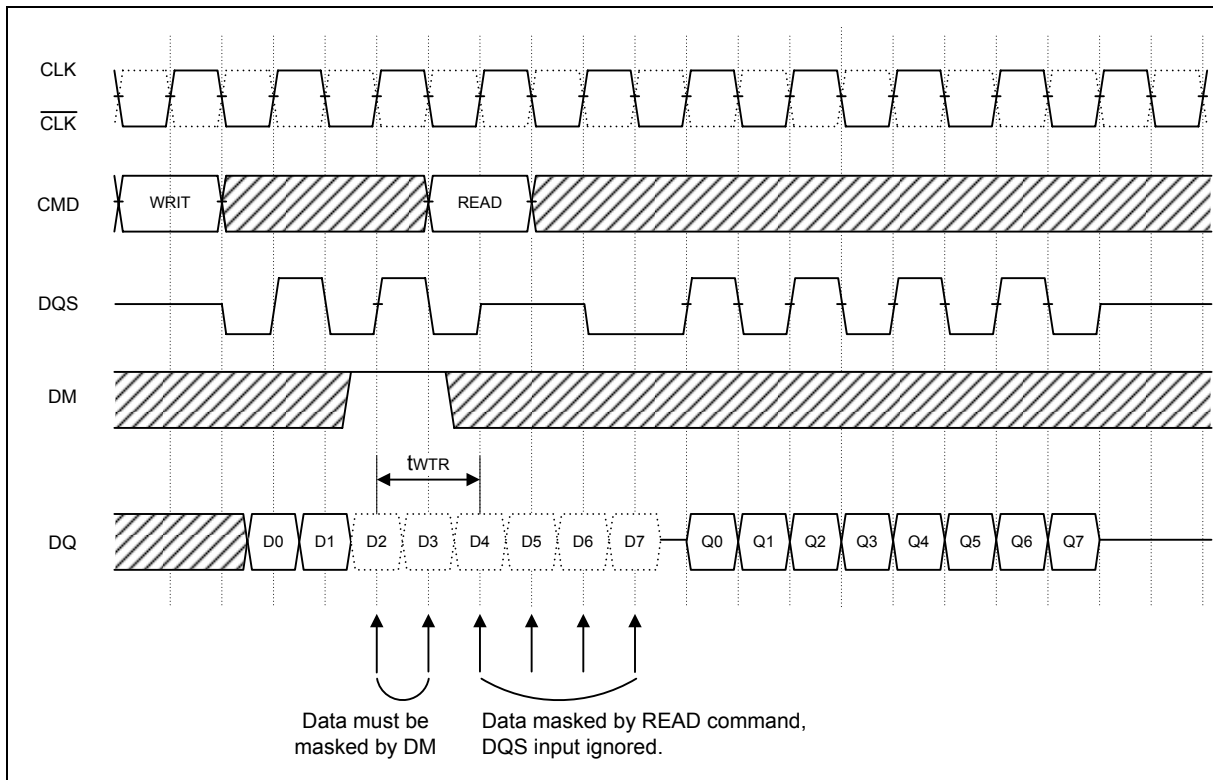 CLK
CLK
CMD
WRIT
READ
DQS
DM
tWTR
DQ
D0 D1 D2 D3 D4 D5 D6 D7 Q0 Q1 Q2 Q3 Q4 Q5 Q6 Q7
Data must be
masked by DM
Data masked by READ command,
DQS input ignored.